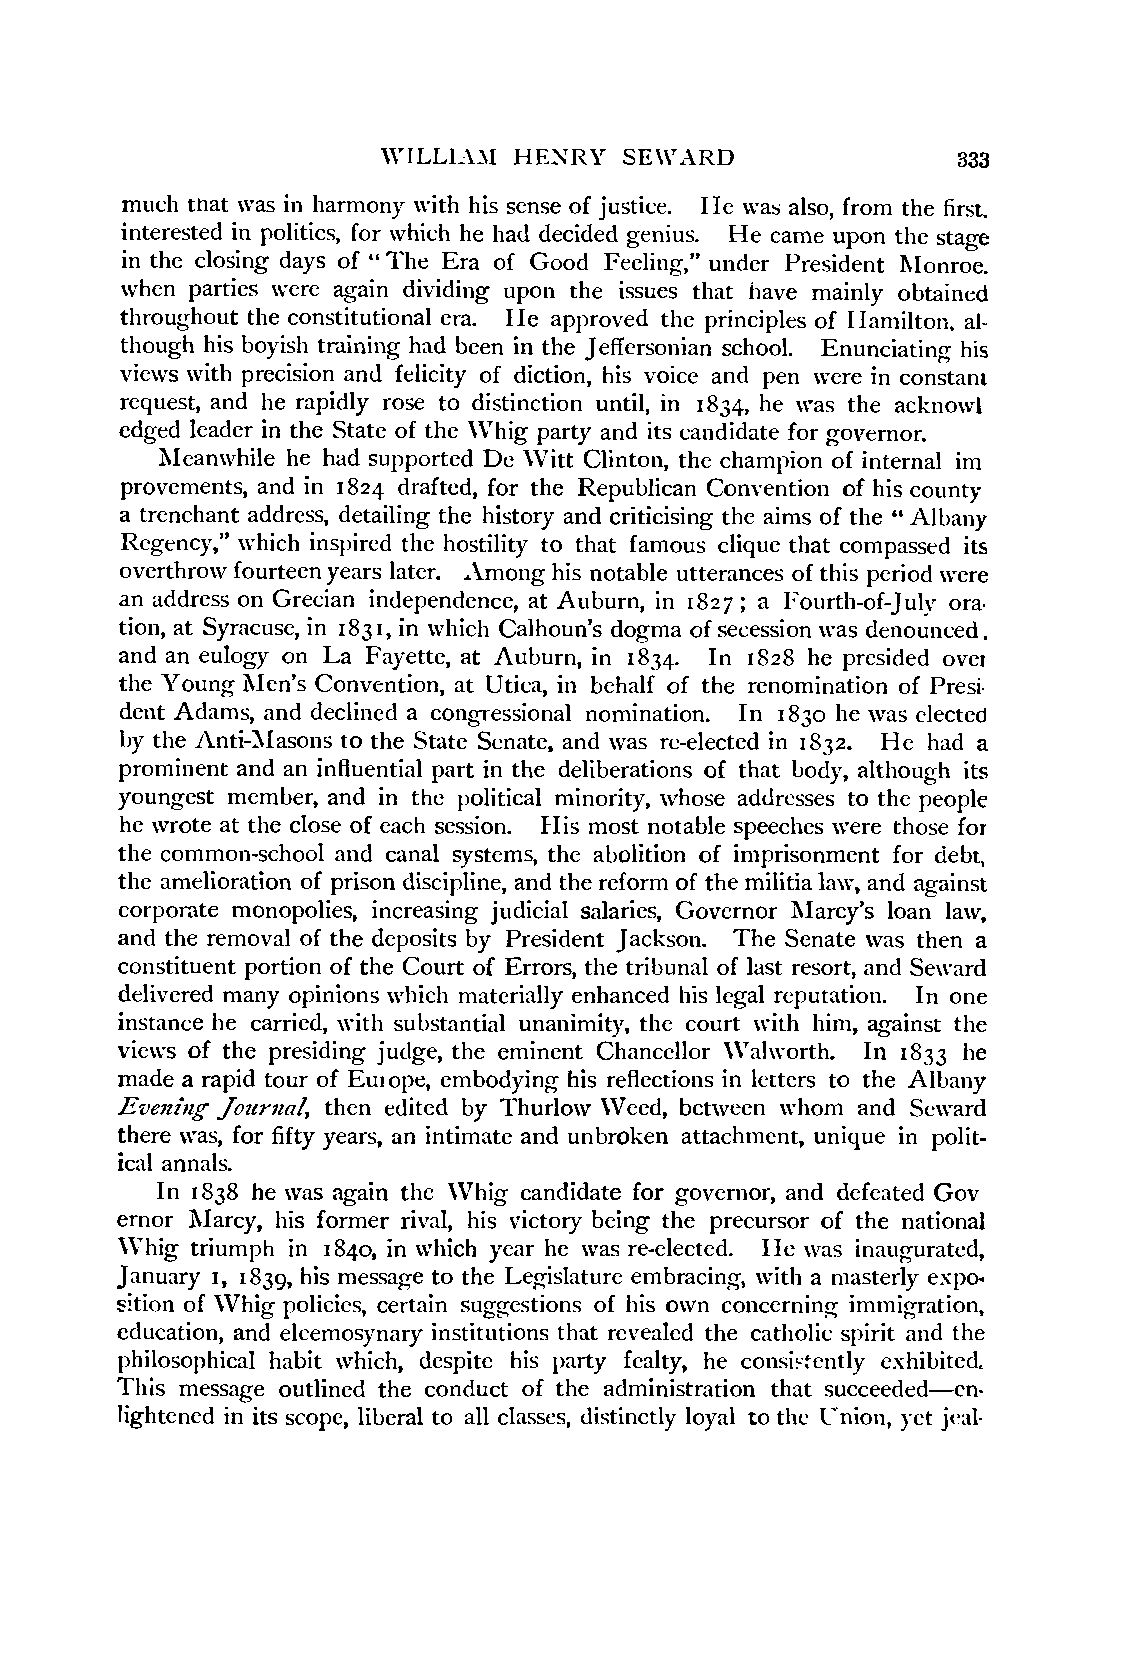 WILLIAM HENRY SEWARD 333
much that was in harmony with his sense of justice. He was also, from the first.
interested in politics, for which he had decided genius. He came upon the stage
in the closing days of “The Era of Good Feeling,” under President Monroe.
when parties were again dividing upon the issues that have mainly obtained
throughout the constitutional era. He approved the principles of Hamilton, al-
though his boyish training had been in the Jeffersonian school. Enunciating his
views with precision and felicity of diction, his voice and pen were in constant
request, and he rapidly rose to distinction until, in 1834, he was the acknowl
edged leader in the State of the Whig party and its candidate for governor.
Meanwhile he had supported De Witt Clinton, the champion of internal im
provements, and in 1824 drafted, for the Republican Convention of his county
a trenchant address, detailing the history and criticising the aims of the “Albany
Regency,” which inspired the hostility to that famous clique that compassed its
overthrow fourteen years later. Among his notable utterances of this period were
an address on Grecian independence, at Auburn, in 1827; a Fourth-of-July ora-
tion, at Syracuse, in 1831, in which Calhoun's dogma of secession was denounced.
and an eulogy on La Fayette, at Auburn, in 1834. In 1828 he presided over
the Young Men's Convention, at Utica, in behalf of the renomination of Presi-
dent Adams, and declined a congressional nomination. In 1830 he was elected
by the Anti-Masons to the State Senate, and was re-elected in 1832. He had a
prominent and an influential part in the deliberations of that body, although its
youngest member, and in the political minority, whose addresses to the people
he wrote at the close of each session. His most notable speeches were those for
the common-school and canal systems, the abolition of imprisonment for debt,
the amelioration of prison discipline, and the reform of the militia law, and against
corporate monopolies, increasing judicial salaries, Governor Marcy's loan law,
and the removal of the deposits by President Jackson. The Senate was then a
constituent portion of the Court of Errors, the tribunal of last resort, and Seward
delivered many opinions which materially enhanced his legal reputation. In one
instance he carried, with substantial unanimity, the court with him, against the
views of the presiding judge, the eminent Chancellor Walworth. In 1833 he
made a rapid tour of Europe, embodying his reflections in letters to the Albany
Evening Journal, then edited by Thurlow Weed, between whom and Seward
there was, for fifty years, an intimate and unbroken attachment, unique in polit-
ical annals.
In 1838 he was again the Whig candidate for governor, and defeated Gov
ernor Marcy, his former rival, his victory being the precursor of the national
Whig triumph in 1840, in which year he was re-elected. He was inaugurated,
January 1, 1839, his message to the Legislature embracing, with a masterly expo-
sition of Whig policies, certain suggestions of his own concerning immigration,
education, and eleemosynary institutions that revealed the catholic spirit and the
philosophical habit which, despite his party fealty, he consistently exhibited.
This message outlined the conduct of the administration that succeeded—en-
lightened in its scope, liberal to all classes, distinctly loyal to the Union, yet jeal-